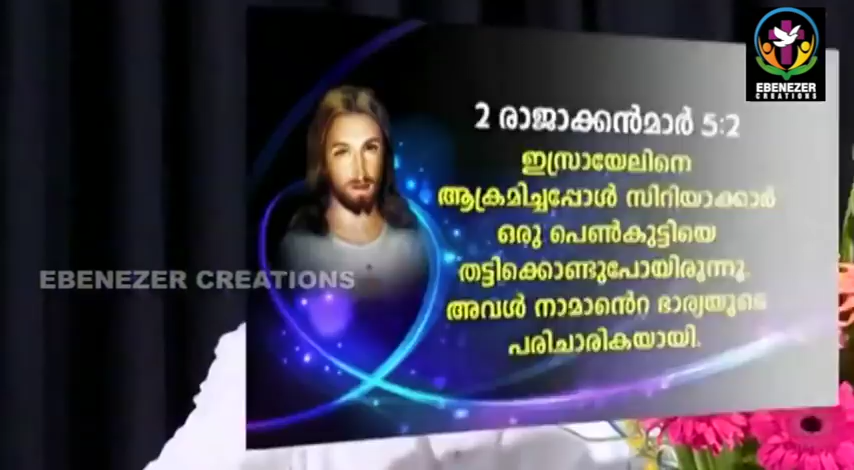 EBENEZER
CREATIONS
2 രാജാക്കൻമാർ 5:2
ഇസ്രായേലിനെ
ആക്രമിച്ചപ്പോൾ സിറിയാക്കാർ
ഒരു പെൺകുട്ടിയെ
തട്ടിക്കൊണ്ടുപോയിരുന്നു.
അവൾ നാമാന്റെ ഭാര്യയുടെ
പരിചാരികയായി.
EBENEZER CREATIONS